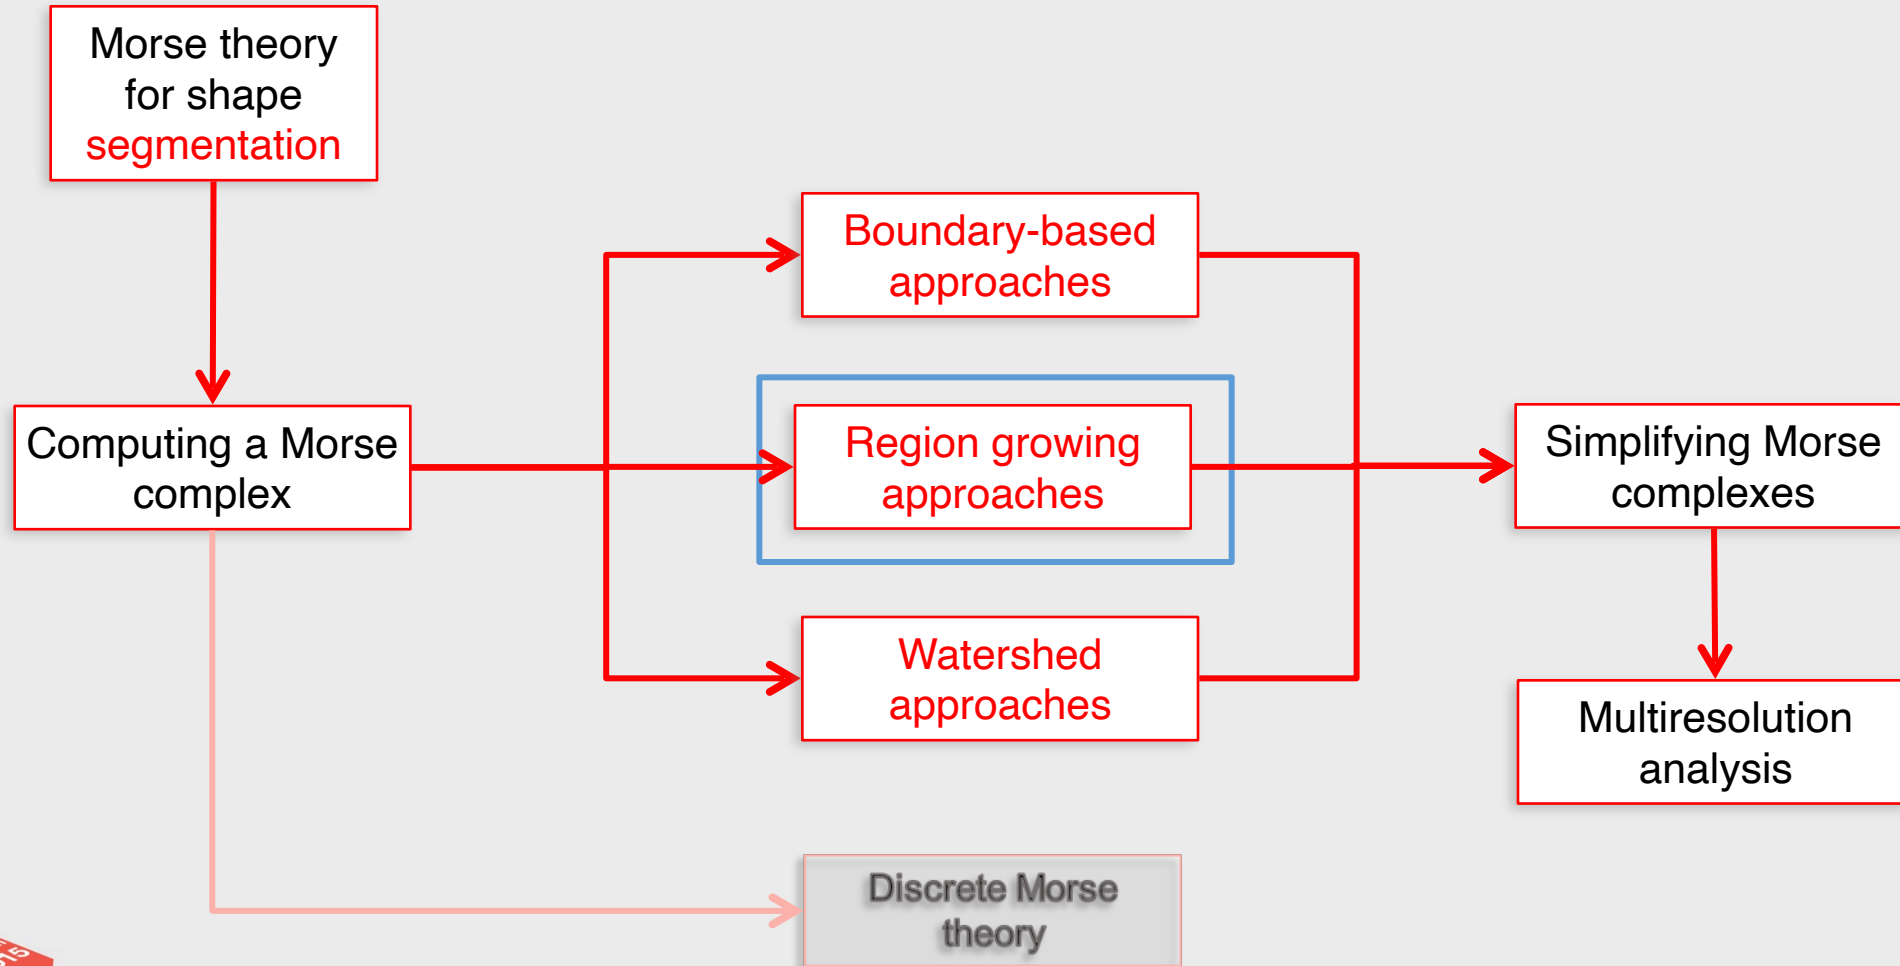 Morse theory
for shape
segmentation
Computing a Morse
complex
Boundary-based
approaches
Region growing
approaches
Watershed
approaches
Discrete Morse
theory
Simplifying Morse
complexes
Multiresolution
analysis